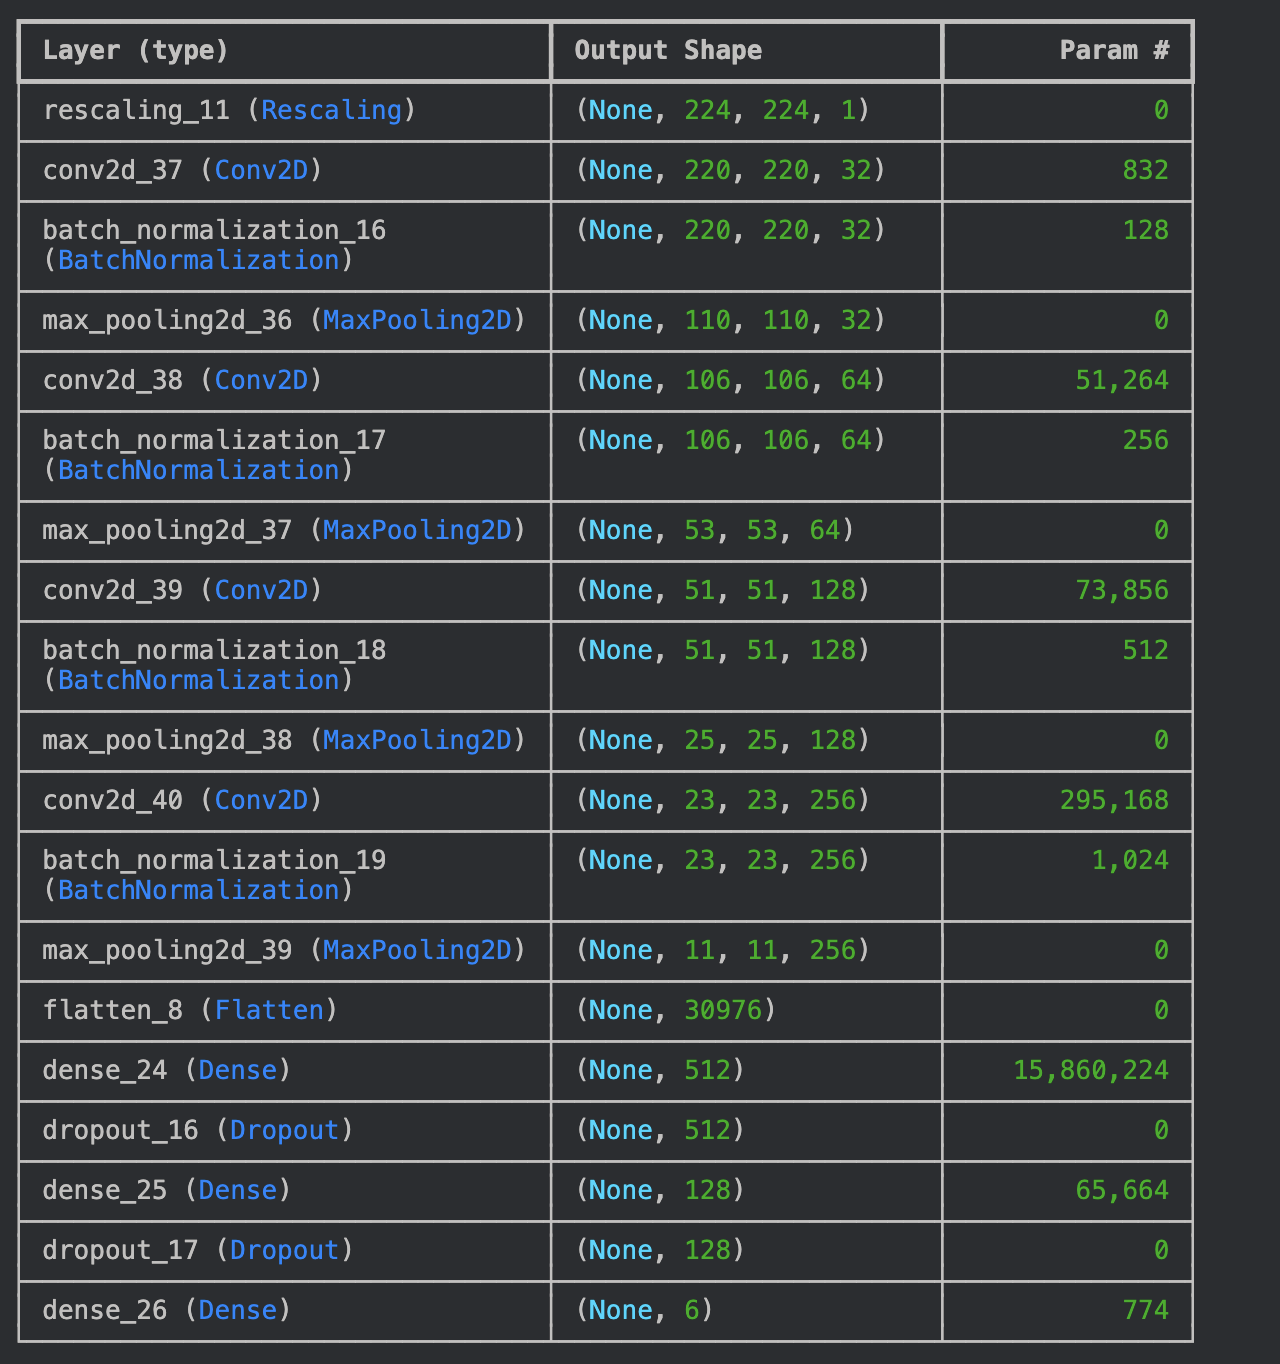 Layer (type) Output Shape Param #
rescaling_11 (Rescaling) (None, 224, 224, 1) 0
conv2d_37 (Conv2D) (None, 220, 220, 32) 832
batch_normalization_16 (None, 220, 220, 32) 128
(BatchNormalization)
max_pooling2d_36 (MaxPooling2D) (None, 110, 110, 32) 0
conv2d_38 (Conv2D) (None, 106, 106, 64) 51,264
batch_normalization_17 (None, 106, 106, 64) 256
(BatchNormalization)
max_pooling2d_37 (MaxPooling2D) (None, 53, 53, 64) 0
conv2d_39 (Conv2D) (None, 51, 51, 128) 73,856
batch_normalization_18 (None, 51, 51, 128) 512
(BatchNormalization)
max_pooling2d_38 (MaxPooling2D) (None, 25, 25, 128) 0
conv2d_40 (Conv2D) (None, 23, 23, 256) 295,168
batch_normalization_19 (None, 23, 23, 256) 1,024
(BatchNormalization)
max_pooling2d_39 (MaxPooling2D) (None, 11, 11, 256) 0
flatten_8 (Flatten) (None, 30976) 0
dense_24 (Dense) (None, 512) 15,860,224
dropout_16 (Dropout) (None, 512) 0
dense_25 (Dense) (None, 128) 65,664
dropout_17 (Dropout) (None, 128) 0
dense_26 (Dense) (None, 6) 774